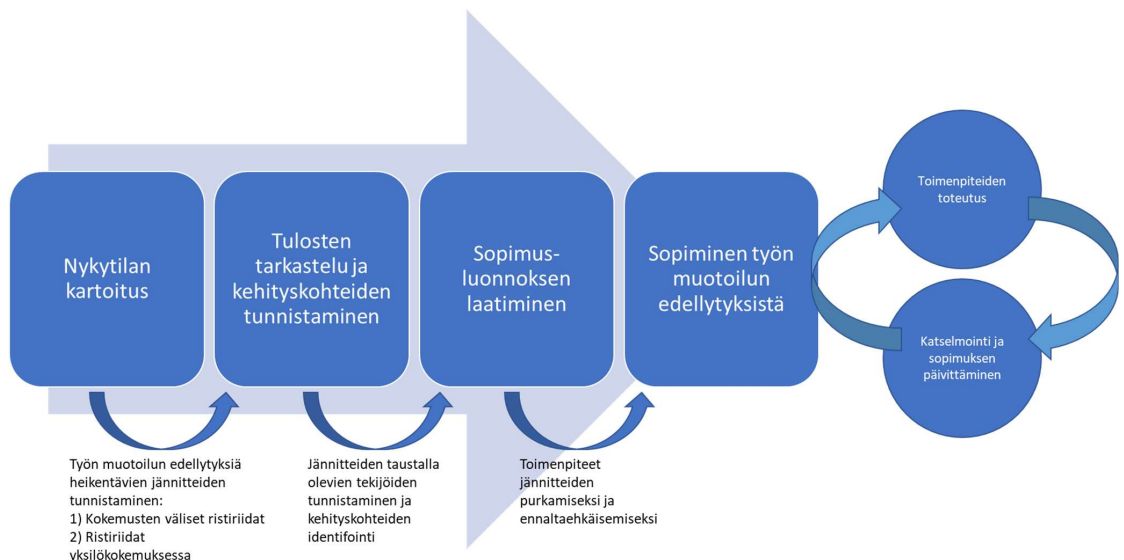 Nykytilan
kartoitus
Tulosten
tarkastelu ja
kehityskohteiden
tunnistaminen
Sopimus-
luonnoksen
laatiminen
Sopiminen työn
muotoilun
edellytyksistä
Toimenpiteiden
toteutus
Katselmointi ja
sopimuksen
päivittäminen
Työn muotoilun edellytyksiä
heikentävien jännitteiden
tunnistaminen:
1) Kokemusten väliset ristiriidat
2) Ristiriidat
yksilökokemuksessa
Jännitteiden taustalla
olevien tekijöiden
tunnistaminen ja
kehityskohteiden
identifointi
Toimenpiteet
jännitteiden
purkamiseksi ja
ennaltaehkäisemiseksi